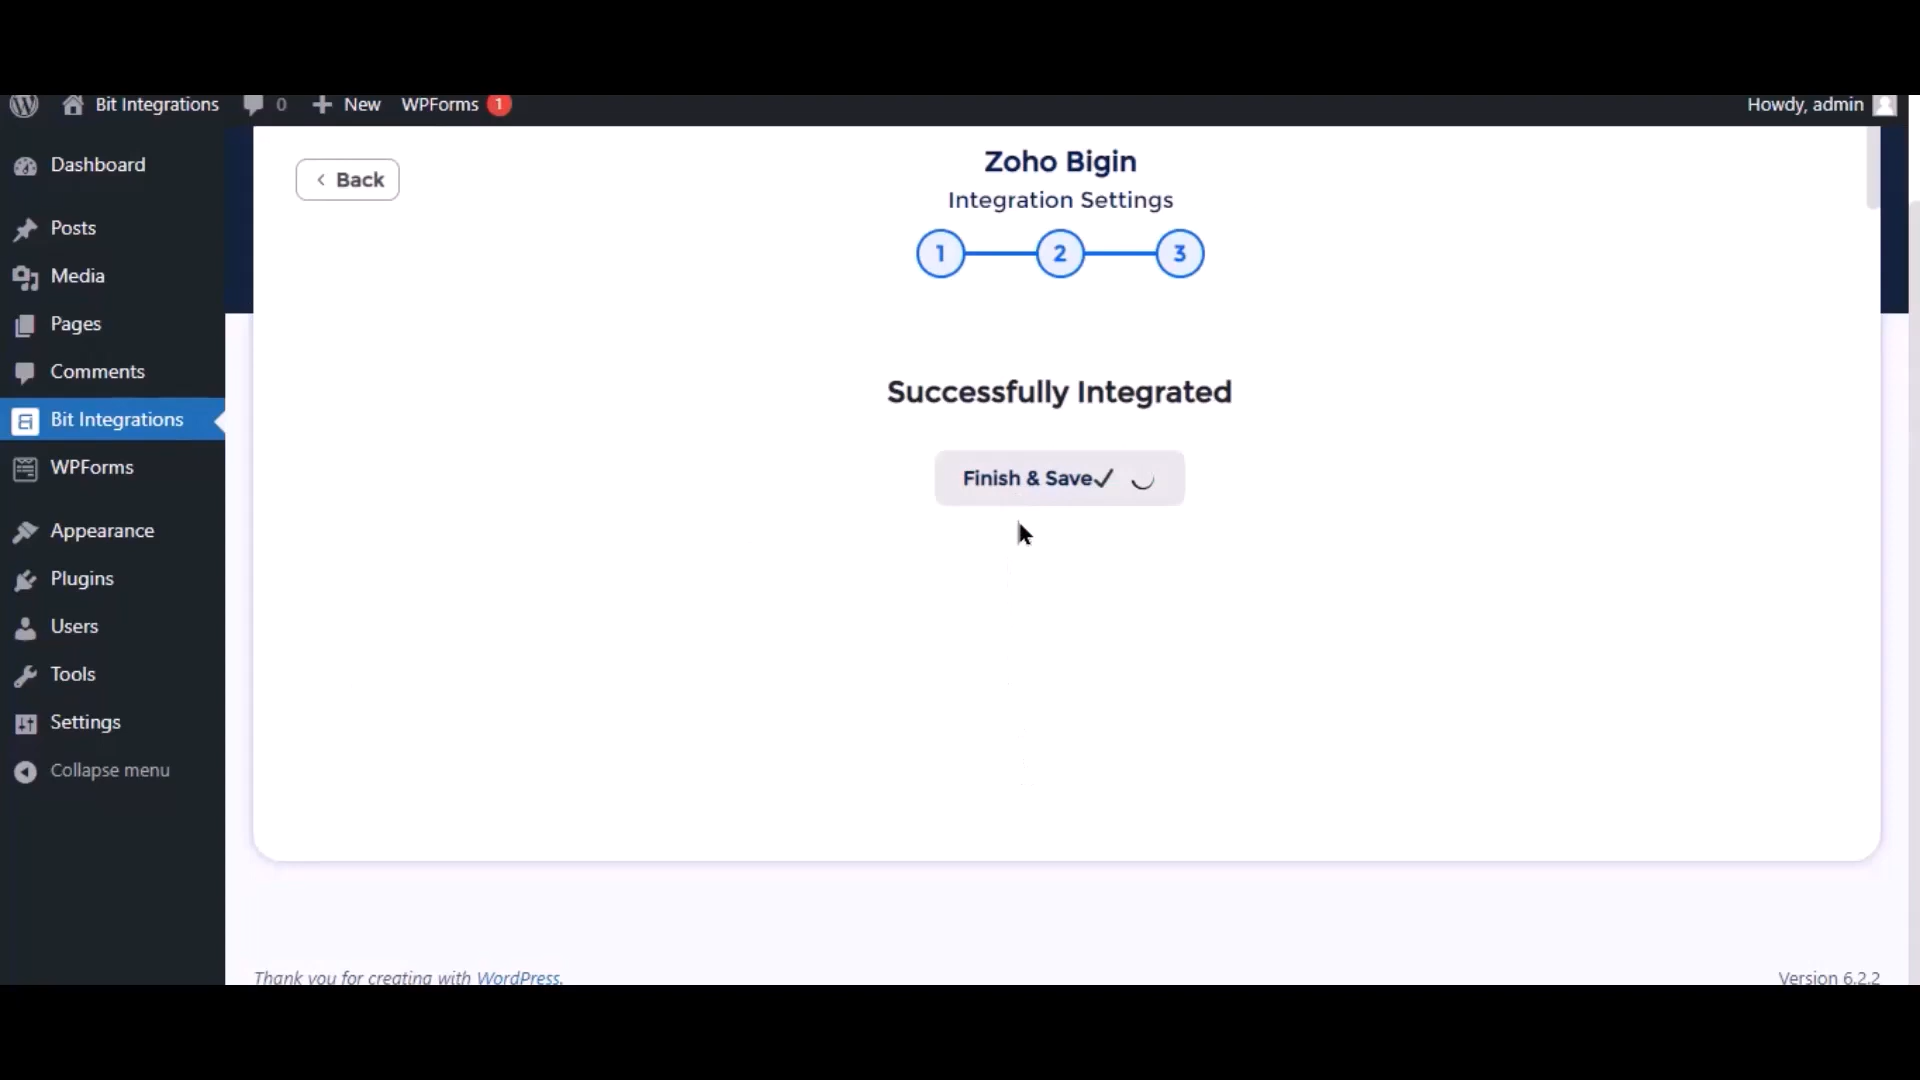 Bit Integrations 0 New WPForms 1 Howdy, admin
Dashboard
Posts
Media
Pages
Comments
Bit Integrations
WPForms
Appearance
Plugins
Users
Tools
Settings
Collapse menu
Back
Zoho Bigin
Integration Settings
1 2 3
Successfully Integrated
Finish & Save✓
Thank you for creating with WordPress. Version 6.2.2